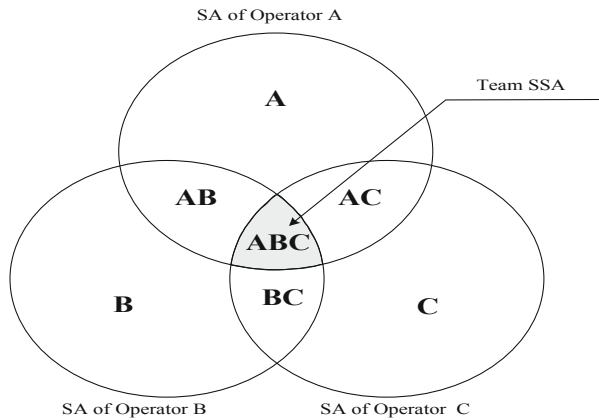 SA of Operator A
A
Team SSA
AB
AC
ABC
B
BC
C
SA of Operator B
SA of Operator C